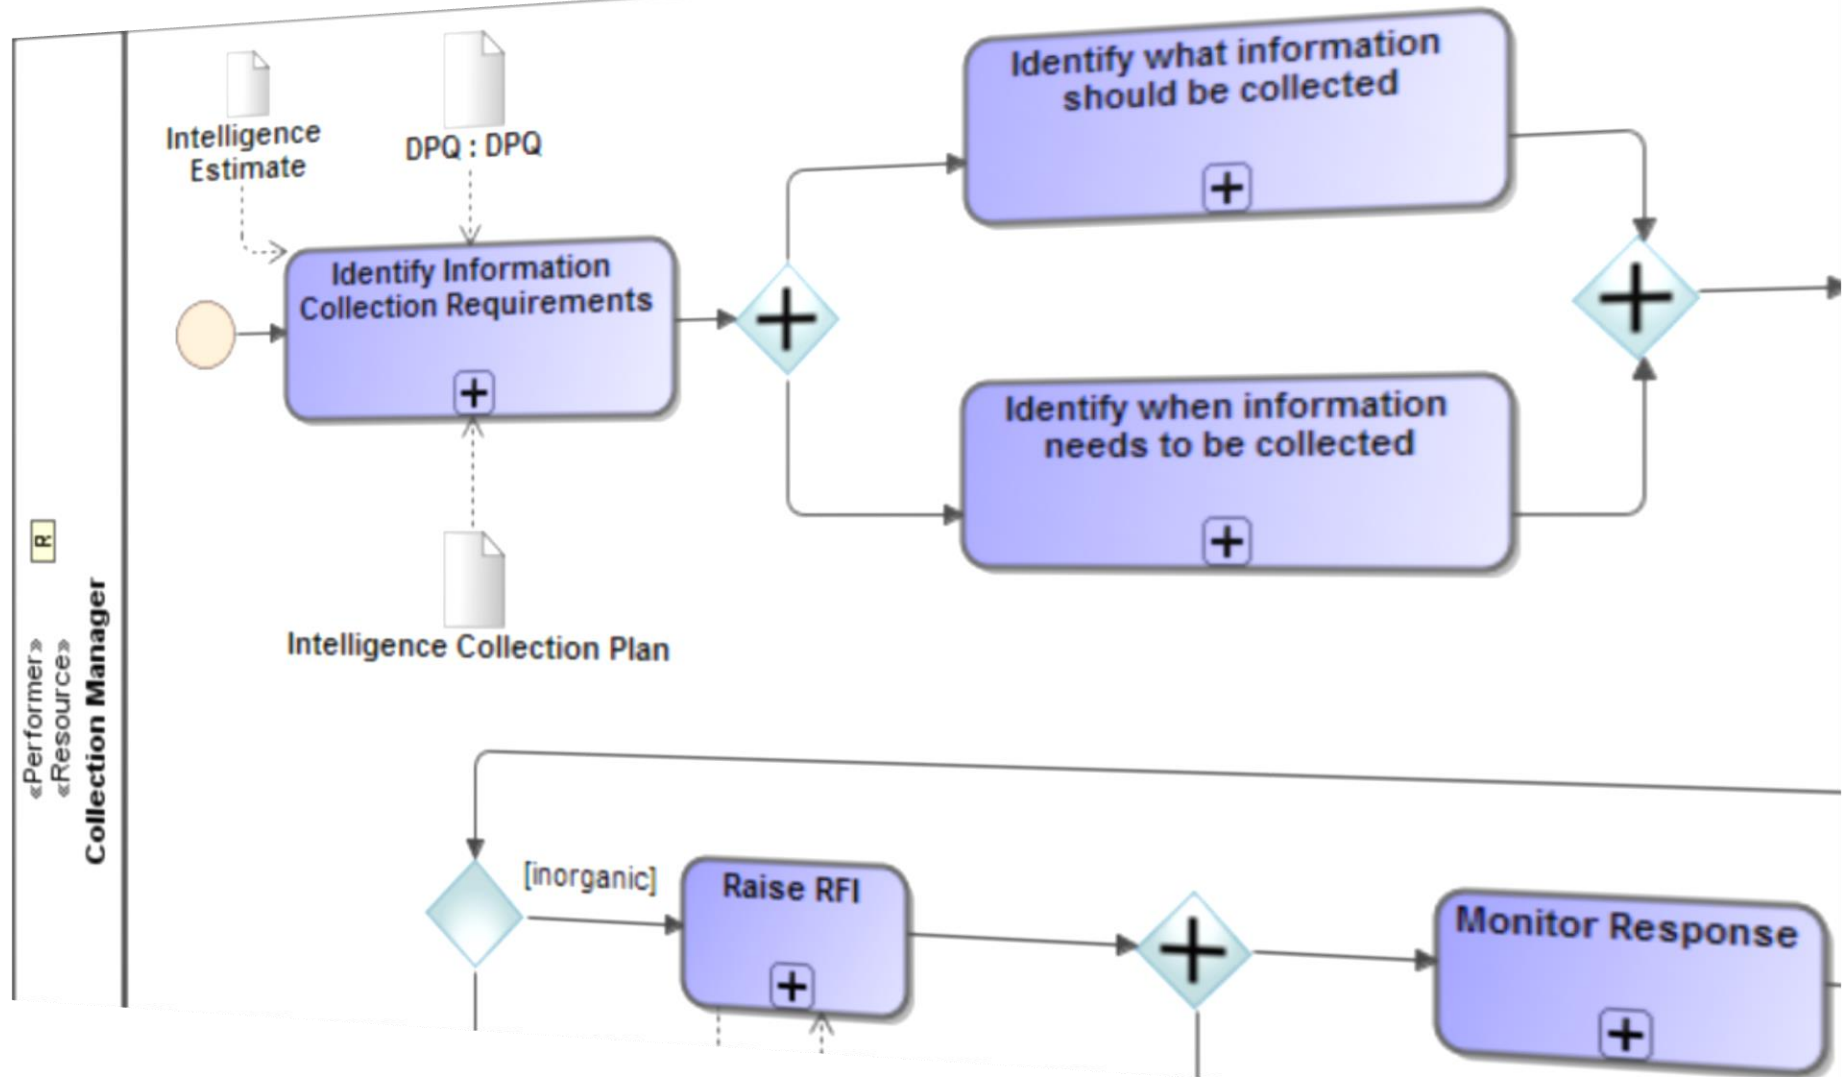 Intelligence
Estimate
DPQ : DPQ
Identify what information
should be collected
Identify Information
Collection Requirements
Identify when information
needs to be collected
Intelligence Collection Plan
R
«Performer»
«Resource»
Collection Manager
[inorganic]
Raise RFI
Monitor Response